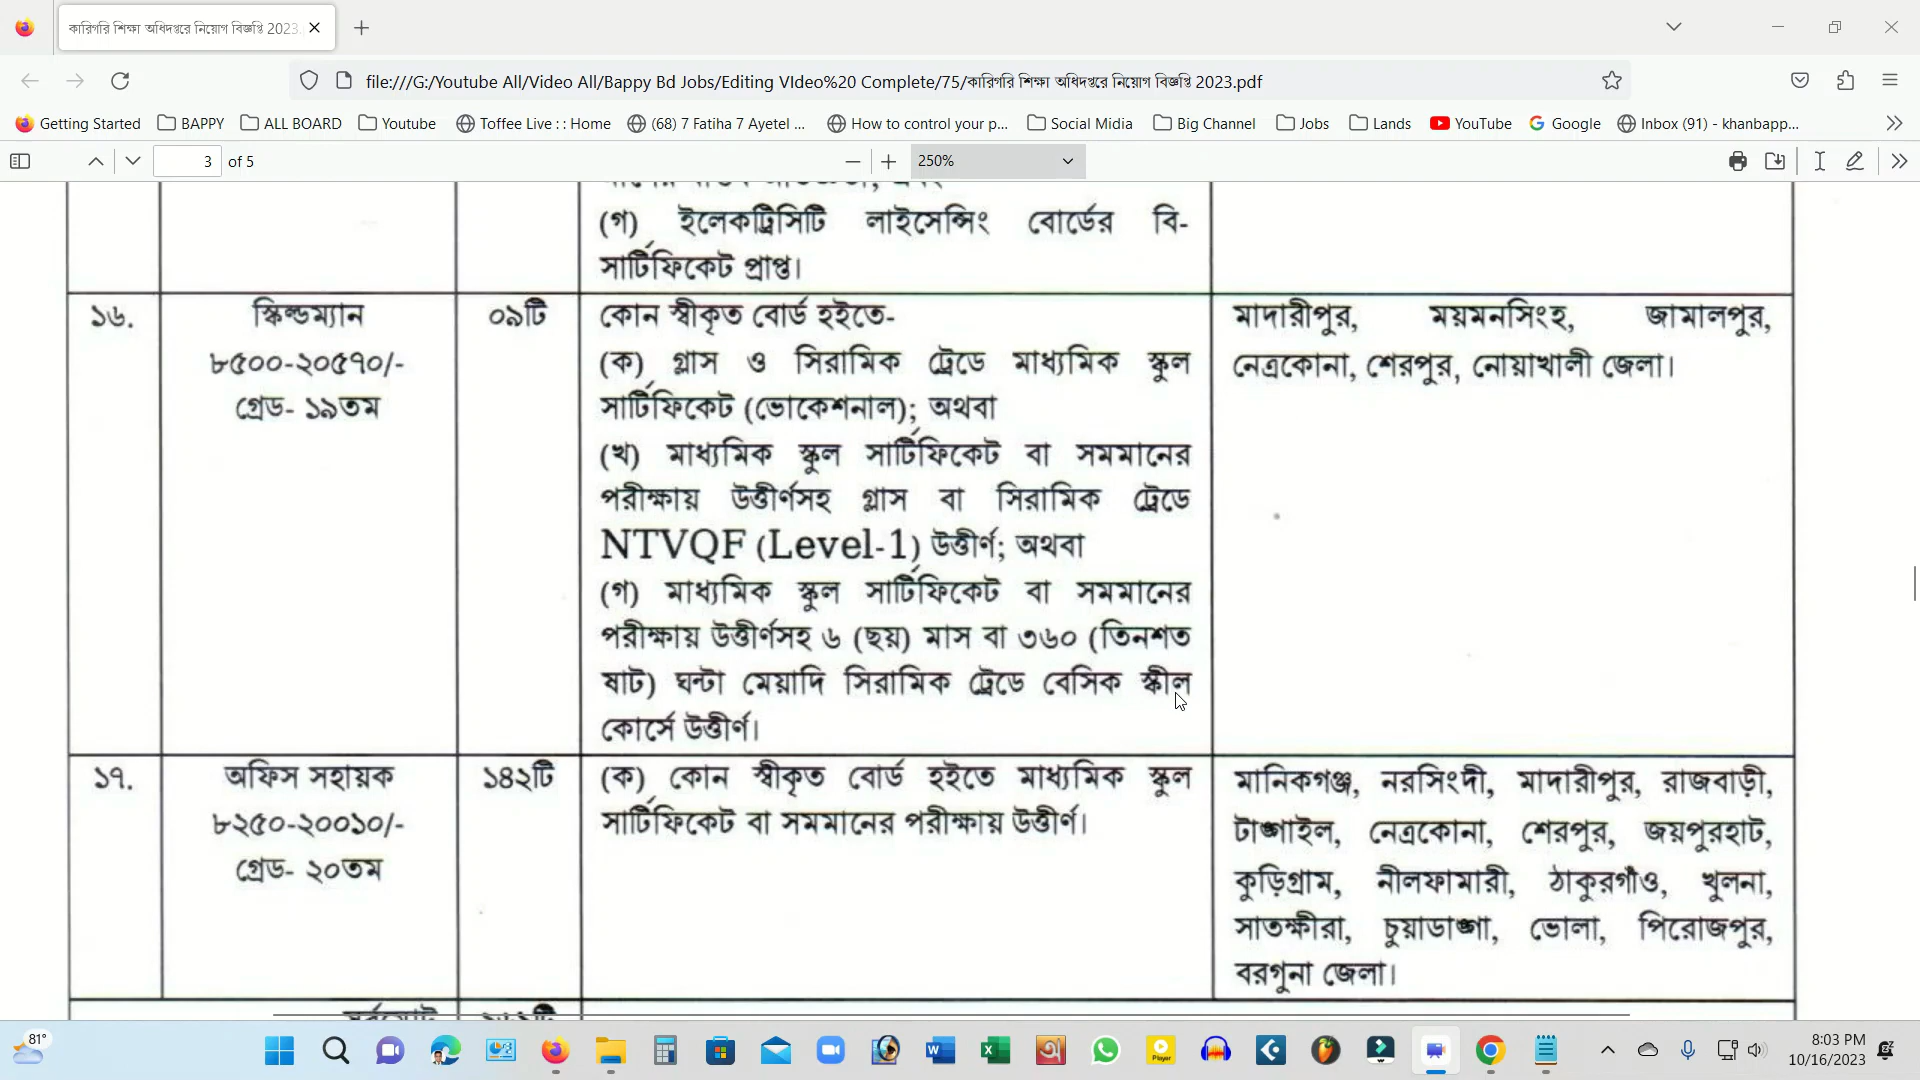 কারিগরি শিক্ষা অধিদপ্তরে নিয়োগ বিজ্ঞপ্তি 2023.
file:///G:/Youtube All/Video All/Bappy Bd Jobs/Editing VIdeo%20 Complete/75/কারিগরি শিক্ষা অধিদপ্তরে নিয়োগ বিজ্ঞপ্তি 2023.pdf
Getting Started BAPPY ALL BOARD Youtube Toffee Live : : Home (68) 7 Fatiha 7 Ayetel ... How to control your p... Social Midia Big Channel Jobs Lands YouTube Google Inbox (91) - khanbapp...
3 of 5 250%
(গ) ইলেকট্রিসিটি লাইসেন্সিং বোর্ডের বি-
সার্টিফিকেট প্রাপ্ত।
১৬.
স্কিল্ডম্যান
৮৫০০-২০৫৭০/-
গ্রেড- ১৯তম
০৯টি
কোন স্বীকৃত বোর্ড হইতে-
(ক) গ্লাস ও সিরামিক ট্রেডে মাধ্যমিক স্কুল
সার্টিফিকেট (ভোকেশনাল); অথবা
(খ) মাধ্যমিক স্কুল সার্টিফিকেট বা সমমানের
পরীক্ষায় উত্তীর্ণসহ গ্লাস বা সিরামিক ট্রেডে
NTVQF (Level-1) উত্তীর্ণ; অথবা
(গ) মাধ্যমিক স্কুল সার্টিফিকেট বা সমমানের
পরীক্ষায় উত্তীর্ণসহ ৬ (ছয়) মাস বা ৩৬০ (তিনশত
ষাট) ঘন্টা মেয়াদি সিরামিক ট্রেডে বেসিক স্কীল
কোর্সে উত্তীর্ণ।
মাদারীপুর, ময়মনসিংহ, জামালপুর,
নেত্রকোনা, শেরপুর, নোয়াখালী জেলা।
১৭.
অফিস সহায়ক
৮২৫০-২০০১০/-
গ্রেড- ২০তম
১৪২টি
(ক) কোন স্বীকৃত বোর্ড হইতে মাধ্যমিক স্কুল
সার্টিফিকেট বা সমমানের পরীক্ষায় উত্তীর্ণ।
মানিকগঞ্জ, নরসিংদী, মাদারীপুর, রাজবাড়ী,
টাঙ্গাইল, নেত্রকোনা, শেরপুর, জয়পুরহাট,
কুড়িগ্রাম, নীলফামারী, ঠাকুরগাঁও, খুলনা,
সাতক্ষীরা, চুয়াডাঙ্গা, ভোলা, পিরোজপুর,
বরগুনা জেলা।
81°
Player
8:03 PM
10/16/2023